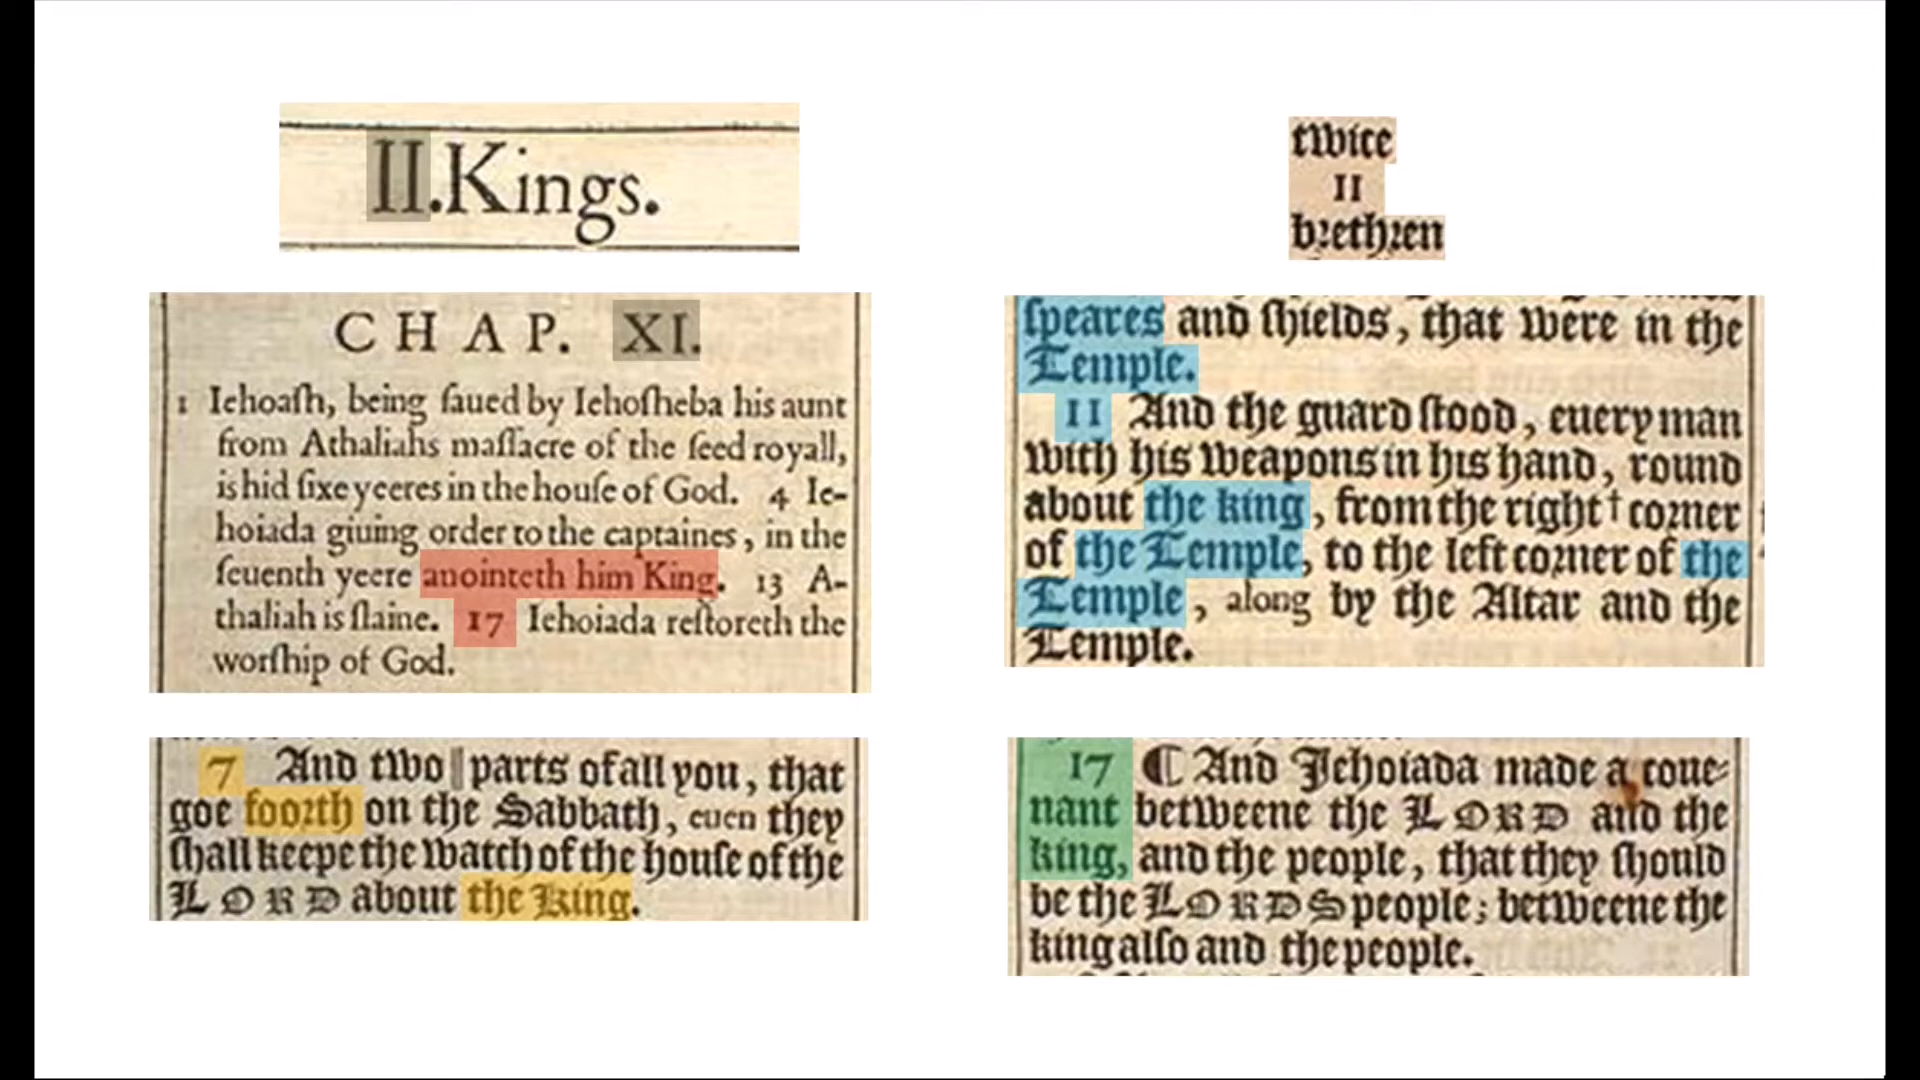 II.Kings.
CHAP. XI.
1 Iehoaſh, being ſaued by Iehoſheba his aunt
from Athaliahs maſſacre of the ſeed royall,
is hid ſixe yeeres in the houſe of God. 4 Ie-
hoiada giuing order to the captaines, in the
ſeuenth yeere anointeth him King. 13 A-
thaliah is ſlaine. 17 Iehoiada reſtoreth the
worſhip of God.
7 And two ‖ parts of all you, that
goe foorth on the Sabbath, euen they
ſhall keepe the watch of the houſe of the
LORD about the king.
twice
II
brethren
ſpeares and ſhields, that were in the
Temple.
11 And the guard ſtood, euery man
with his weapons in his hand, round
about the king, from the right † corner
of the Temple, to the left corner of the
Temple, along by the Altar and the
Temple.
17 ¶ And Jehoiada made a coue-
nant betweene the LORD and the
king, and the people, that they ſhould
be the LORDS people; betweene the
king alſo and the people.